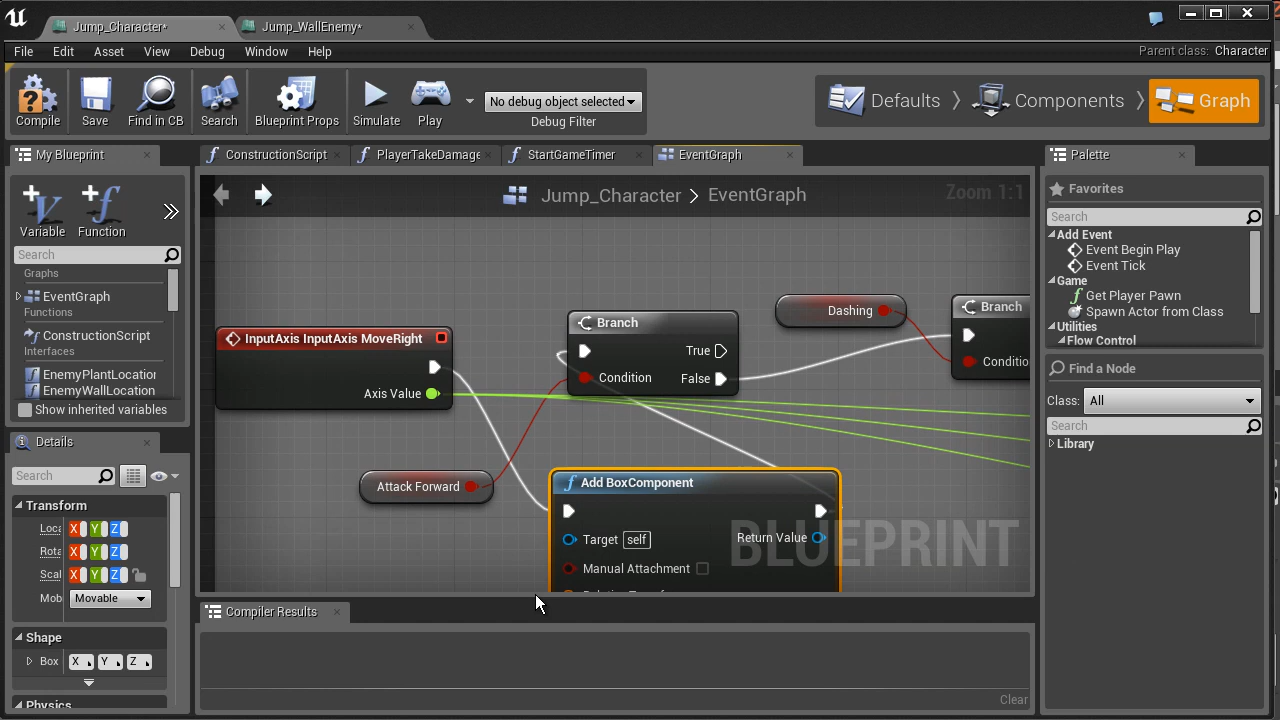 Jump_Character*
Jump_WallEnemy*
File Edit Asset View Debug Window Help
Parent class: Character
Compile Save Find in CB Search Blueprint Props Simulate Play
No debug object selected
Debug Filter
Defaults Components Graph
My Blueprint
ConstructionScript PlayerTakeDamage StartGameTimer EventGraph
Palette
Variable Function
Search
Graphs
EventGraph
Functions
ConstructionScript
Interfaces
EnemyPlantLocation
EnemyWallLocation
Show inherited variables
Details
Search
Transform
Loca X Y Z
Rota X Y Z
Scal X Y Z
Mob Movable
Shape
Box X Y Z
Physics
Jump_Character > EventGraph
Zoom 1:1
InputAxis InputAxis MoveRight
Axis Value
Attack Forward
Branch
True
Condition False
Dashing
Branch
Conditio
Add BoxComponent
Target self
Return Value
Manual Attachment
BLUEPRINT
Compiler Results
Clear
Favorites
Search
Add Event
Event Begin Play
Event Tick
Game
Get Player Pawn
Spawn Actor from Class
Utilities
Flow Control
Find a Node
Class: All
Search
Library